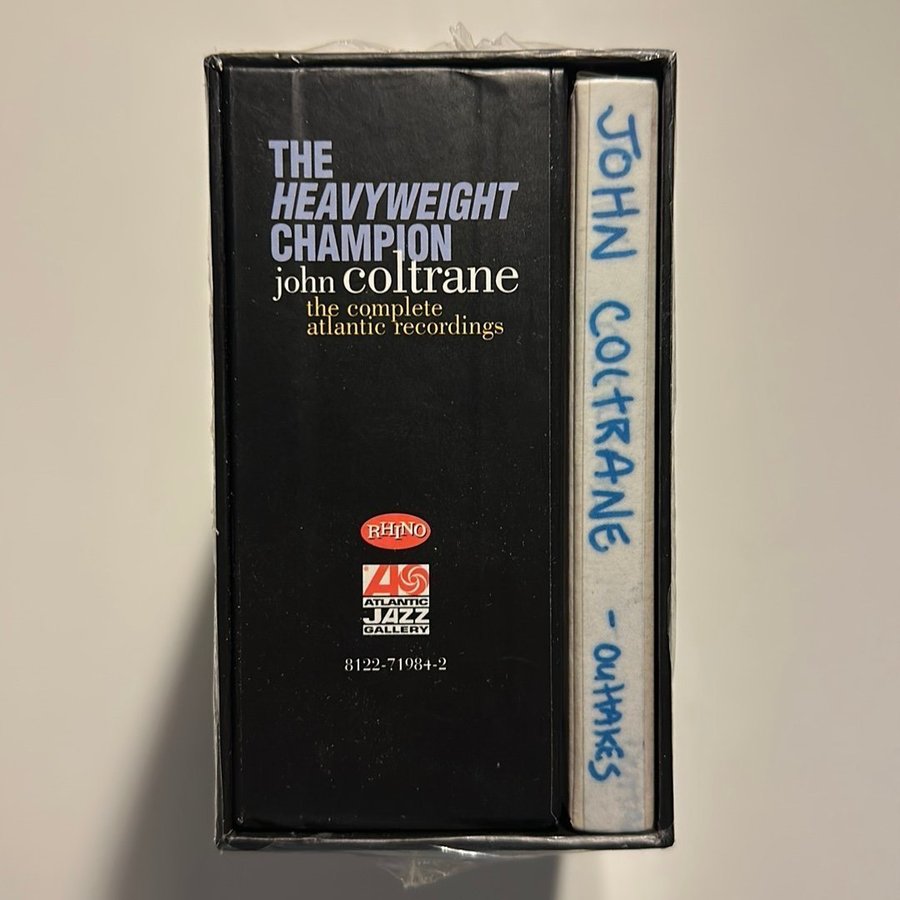 THE
HEAVYWEIGHT
CHAMPION
john coltrane
the complete
atlantic recordings
RHINO
ATLANTIC
JAZZ
GALLERY
8122-71984-2
JOHN COLTRANE - OUttAKES